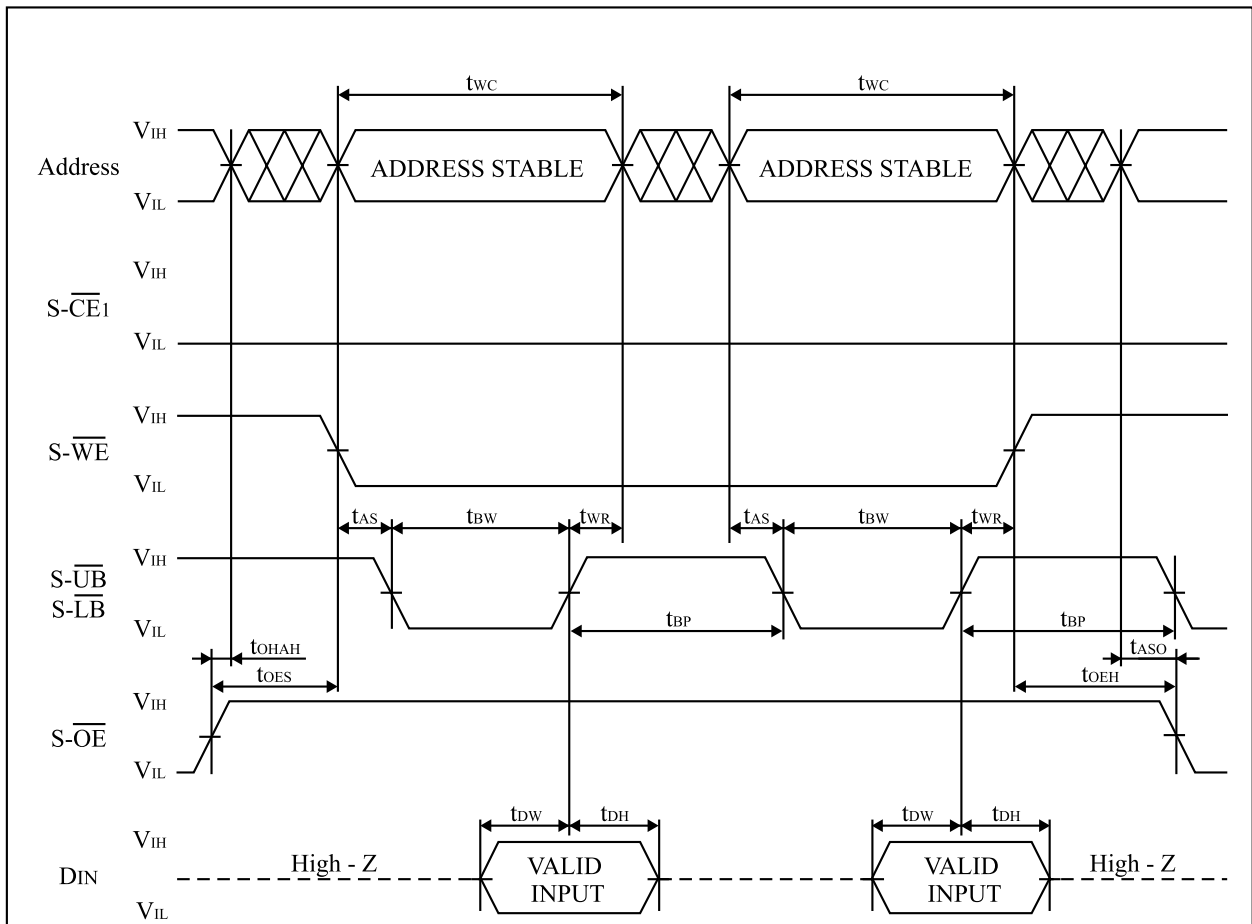 tWC tWC
VIH
Address ADDRESS STABLE ADDRESS STABLE
VIL
VIH
S-CE1
VIL
VIH
S-WE
VIL
tAS tBW tWR tAS tBW tWR
VIH
S-UB
S-LB
VIL tBP tBP
tOHAH tASO
tOES tOEH
VIH
S-OE
VIL
tDW tDH tDW tDH
VIH
High - Z VALID VALID High - Z
DIN INPUT INPUT
VIL